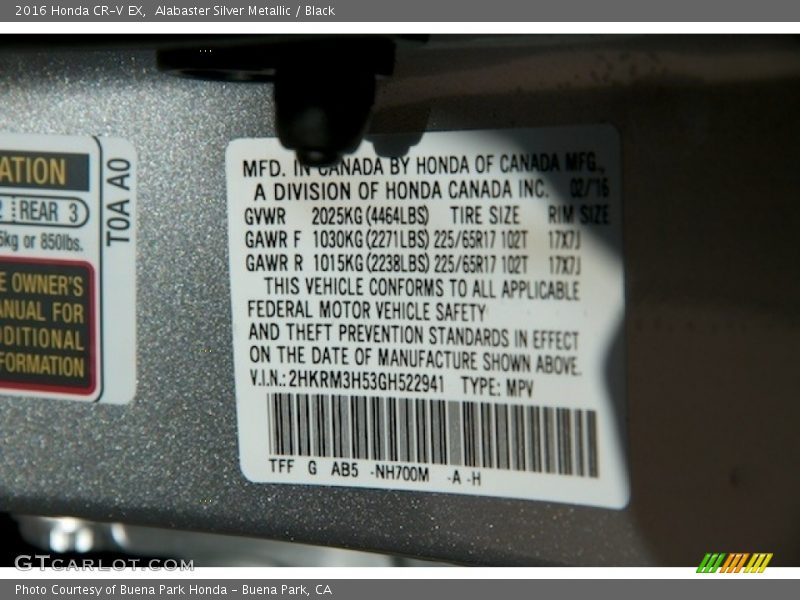 2016 Honda CR-V EX,  Alabaster Silver Metallic / Black
ATION
REAR 3
5kg or 850lbs.
E OWNER'S
ANUAL FOR
DDITIONAL
FORMATION
T0A A0
MFD. IN CANADA BY HONDA OF CANADA MFG.,
A DIVISION OF HONDA CANADA INC. 02/'16
GVWR 2025KG (4464LBS) TIRE SIZE RIM SIZE
GAWR F 1030KG (2271LBS) 225/65R17 102T 17X7J
GAWR R 1015KG (2238LBS) 225/65R17 102T 17X7J
THIS VEHICLE CONFORMS TO ALL APPLICABLE
FEDERAL MOTOR VEHICLE SAFETY
AND THEFT PREVENTION STANDARDS IN EFFECT
ON THE DATE OF MANUFACTURE SHOWN ABOVE.
V.I.N.: 2HKRM3H53GH522941 TYPE: MPV
TFF G AB5 -NH700M -A -H
GTCARLOT.COM
Photo Courtesy of Buena Park Honda - Buena Park, CA